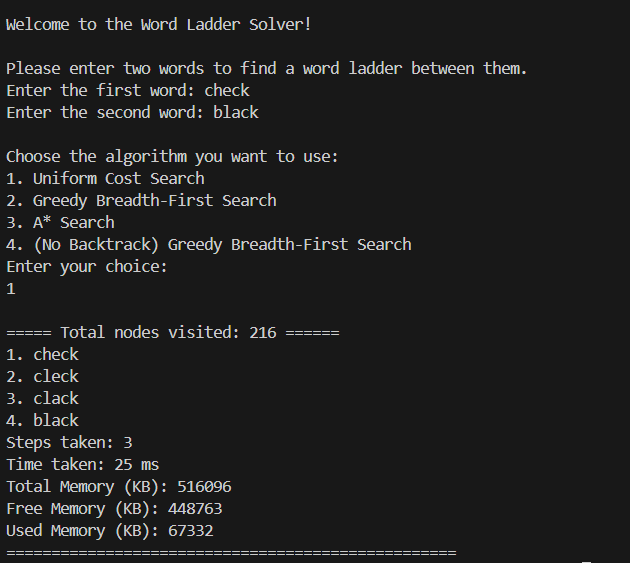 Welcome to the Word Ladder Solver!
Please enter two words to find a word ladder between them.
Enter the first word: check
Enter the second word: black
Choose the algorithm you want to use:
1. Uniform Cost Search
2. Greedy Breadth-First Search
3. A* Search
4. (No Backtrack) Greedy Breadth-First Search
Enter your choice:
1
===== Total nodes visited: 216 ======
1. check
2. cleck
3. clack
4. black
Steps taken: 3
Time taken: 25 ms
Total Memory (KB): 516096
Free Memory (KB): 448763
Used Memory (KB): 67332
==================================================